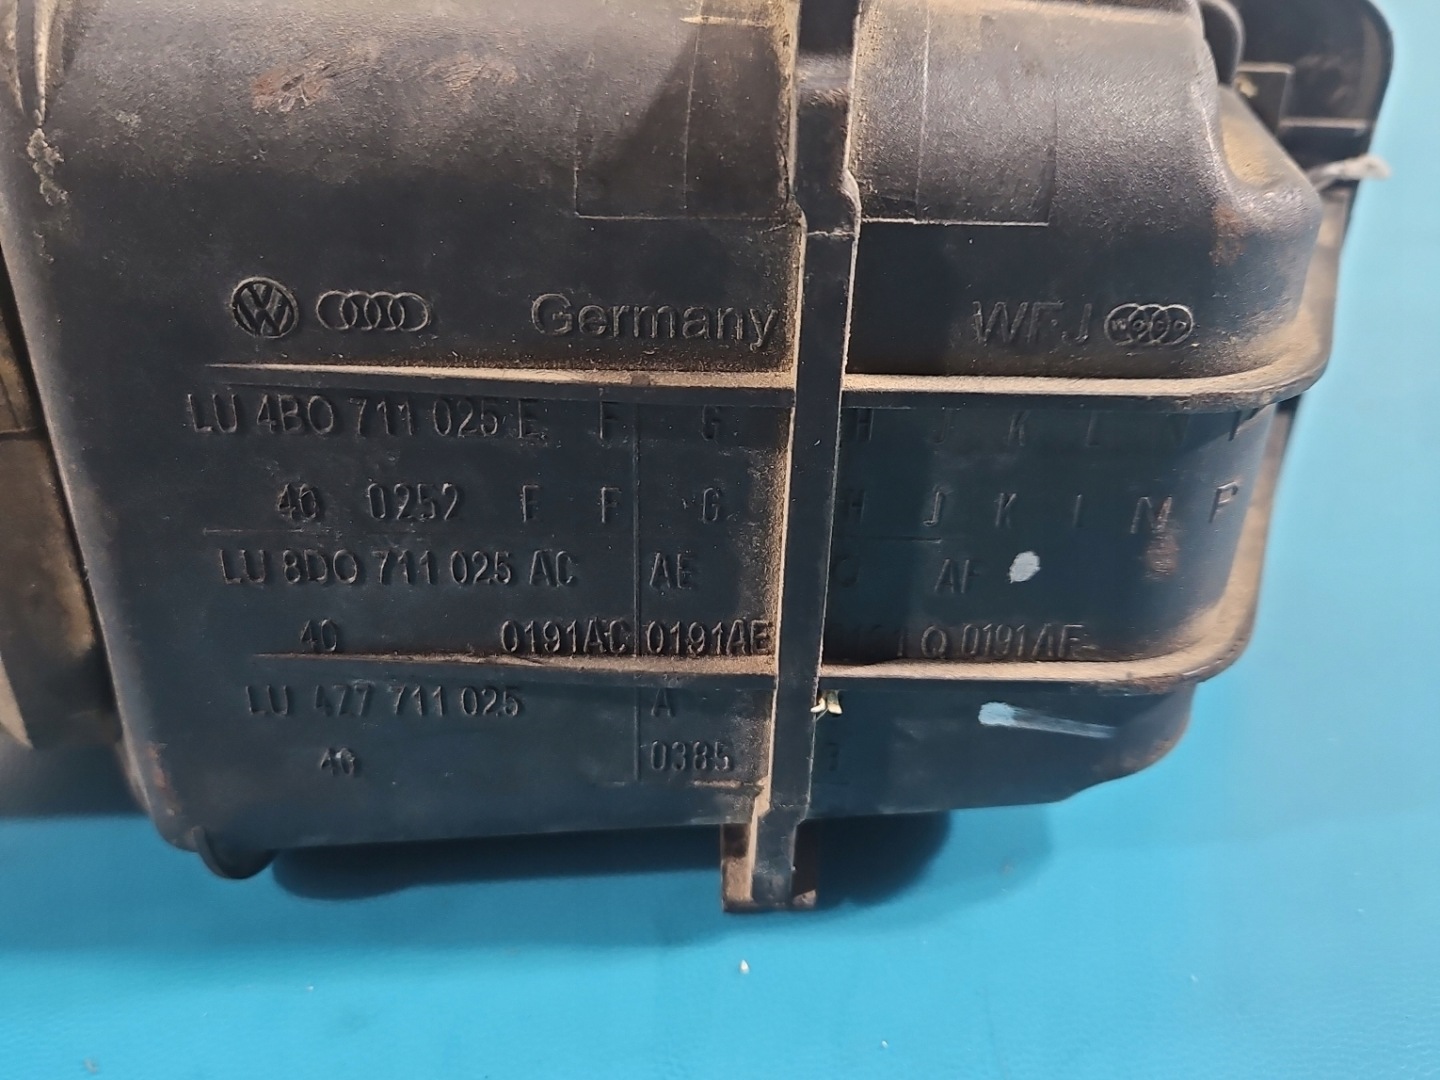 Germany WFJ
LU 4B0 711 025 E F G H J K L N P
40 0252 E F G H J K L N P
LU 8D0 711 025 AC AE Q AF
40 0191AC 0191AE Q 0191AF
LU 4Z7 711 025 A
40 0385